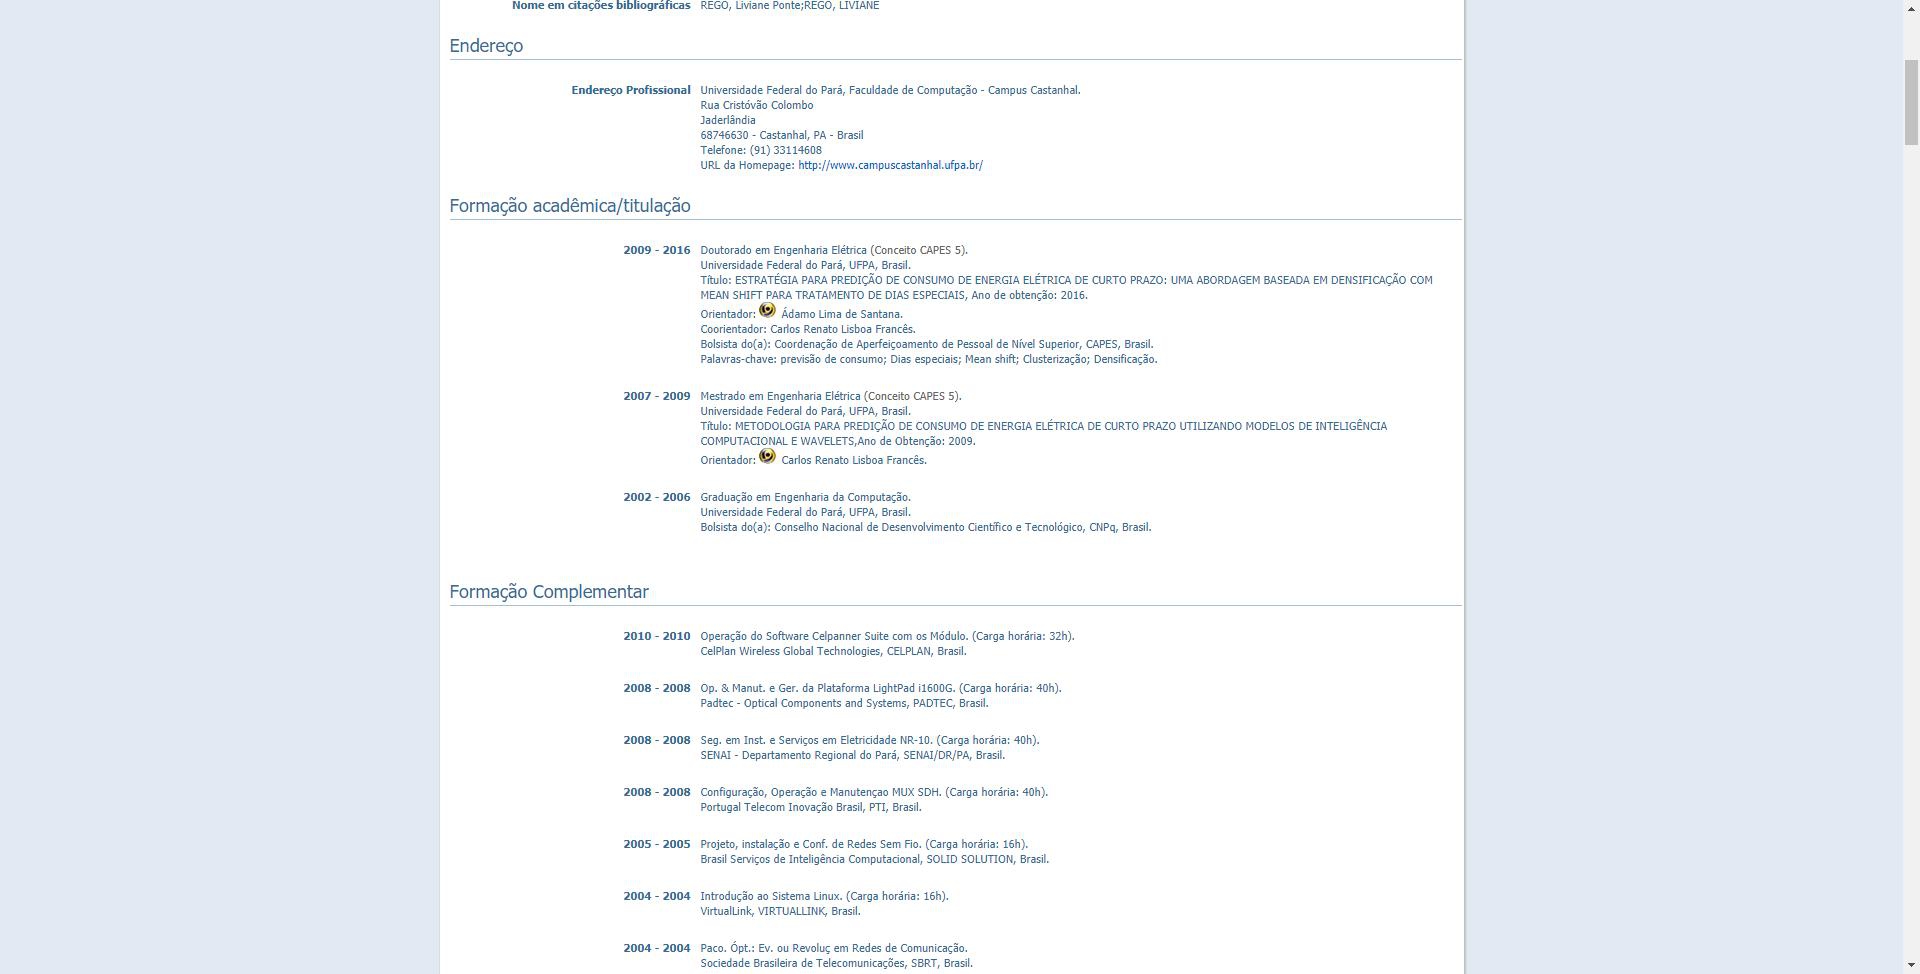 Nome em citações bibliográficas REGO, Liviane Ponte;REGO, LIVIANE
Endereço
Endereço Profissional Universidade Federal do Pará, Faculdade de Computação - Campus Castanhal.
Rua Cristóvão Colombo
Jaderlândia
68746630 - Castanhal, PA - Brasil
Telefone: (91) 33114608
URL da Homepage: http://www.campuscastanhal.ufpa.br/
Formação acadêmica/titulação
2009 - 2016 Doutorado em Engenharia Elétrica (Conceito CAPES 5).
Universidade Federal do Pará, UFPA, Brasil.
Título: ESTRATÉGIA PARA PREDIÇÃO DE CONSUMO DE ENERGIA ELÉTRICA DE CURTO PRAZO: UMA ABORDAGEM BASEADA EM DENSIFICAÇÃO COM
MEAN SHIFT PARA TRATAMENTO DE DIAS ESPECIAIS, Ano de obtenção: 2016.
Orientador: Ádamo Lima de Santana.
Coorientador: Carlos Renato Lisboa Francês.
Bolsista do(a): Coordenação de Aperfeiçoamento de Pessoal de Nível Superior, CAPES, Brasil.
Palavras-chave: previsão de consumo; Dias especiais; Mean shift; Clusterização; Densificação.
2007 - 2009 Mestrado em Engenharia Elétrica (Conceito CAPES 5).
Universidade Federal do Pará, UFPA, Brasil.
Título: METODOLOGIA PARA PREDIÇÃO DE CONSUMO DE ENERGIA ELÉTRICA DE CURTO PRAZO UTILIZANDO MODELOS DE INTELIGÊNCIA
COMPUTACIONAL E WAVELETS,Ano de Obtenção: 2009.
Orientador: Carlos Renato Lisboa Francês.
2002 - 2006 Graduação em Engenharia da Computação.
Universidade Federal do Pará, UFPA, Brasil.
Bolsista do(a): Conselho Nacional de Desenvolvimento Científico e Tecnológico, CNPq, Brasil.
Formação Complementar
2010 - 2010 Operação do Software Celpanner Suite com os Módulo. (Carga horária: 32h).
CelPlan Wireless Global Technologies, CELPLAN, Brasil.
2008 - 2008 Op. & Manut. e Ger. da Plataforma LightPad i1600G. (Carga horária: 40h).
Padtec - Optical Components and Systems, PADTEC, Brasil.
2008 - 2008 Seg. em Inst. e Serviços em Eletricidade NR-10. (Carga horária: 40h).
SENAI - Departamento Regional do Pará, SENAI/DR/PA, Brasil.
2008 - 2008 Configuração, Operação e Manutençao MUX SDH. (Carga horária: 40h).
Portugal Telecom Inovação Brasil, PTI, Brasil.
2005 - 2005 Projeto, instalação e Conf. de Redes Sem Fio. (Carga horária: 16h).
Brasil Serviços de Inteligência Computacional, SOLID SOLUTION, Brasil.
2004 - 2004 Introdução ao Sistema Linux. (Carga horária: 16h).
VirtualLink, VIRTUALLINK, Brasil.
2004 - 2004 Paco. Ópt.: Ev. ou Revoluç em Redes de Comunicação.
Sociedade Brasileira de Telecomunicações, SBRT, Brasil.